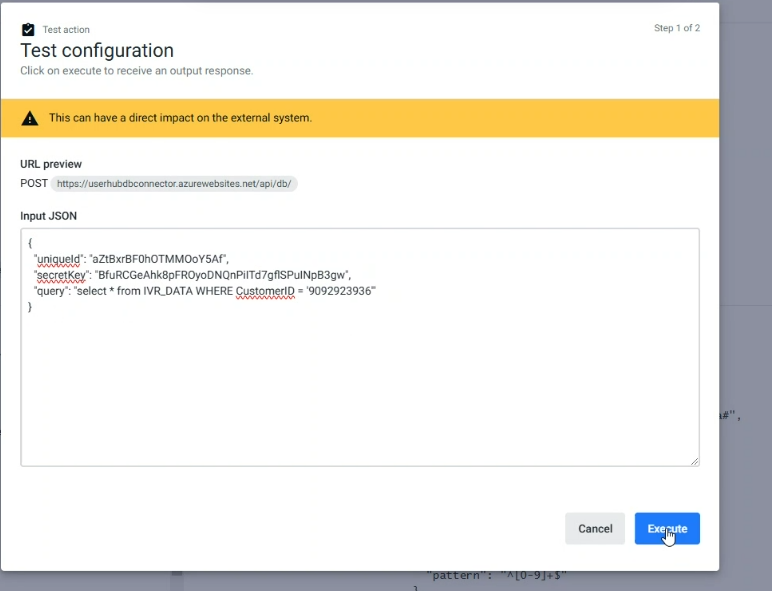 Test action
Step 1 of 2
Test configuration
Click on execute to receive an output response.
This can have a direct impact on the external system.
URL preview
POST https://userhubdbconnector.azurewebsites.net/api/db/
Input JSON
{
"uniqueId": "aZtBxrBF0hOTMMOoY5Af",
"secretKey": "BfuRCGeAhk8pFROyoDNQnPiITd7gflSPuINpB3gw",
"query": "select * from IVR_DATA WHERE CustomerID = '9092923936'"
}
a#",
Cancel
Execute
"pattern": "^[0-9]+$"
}